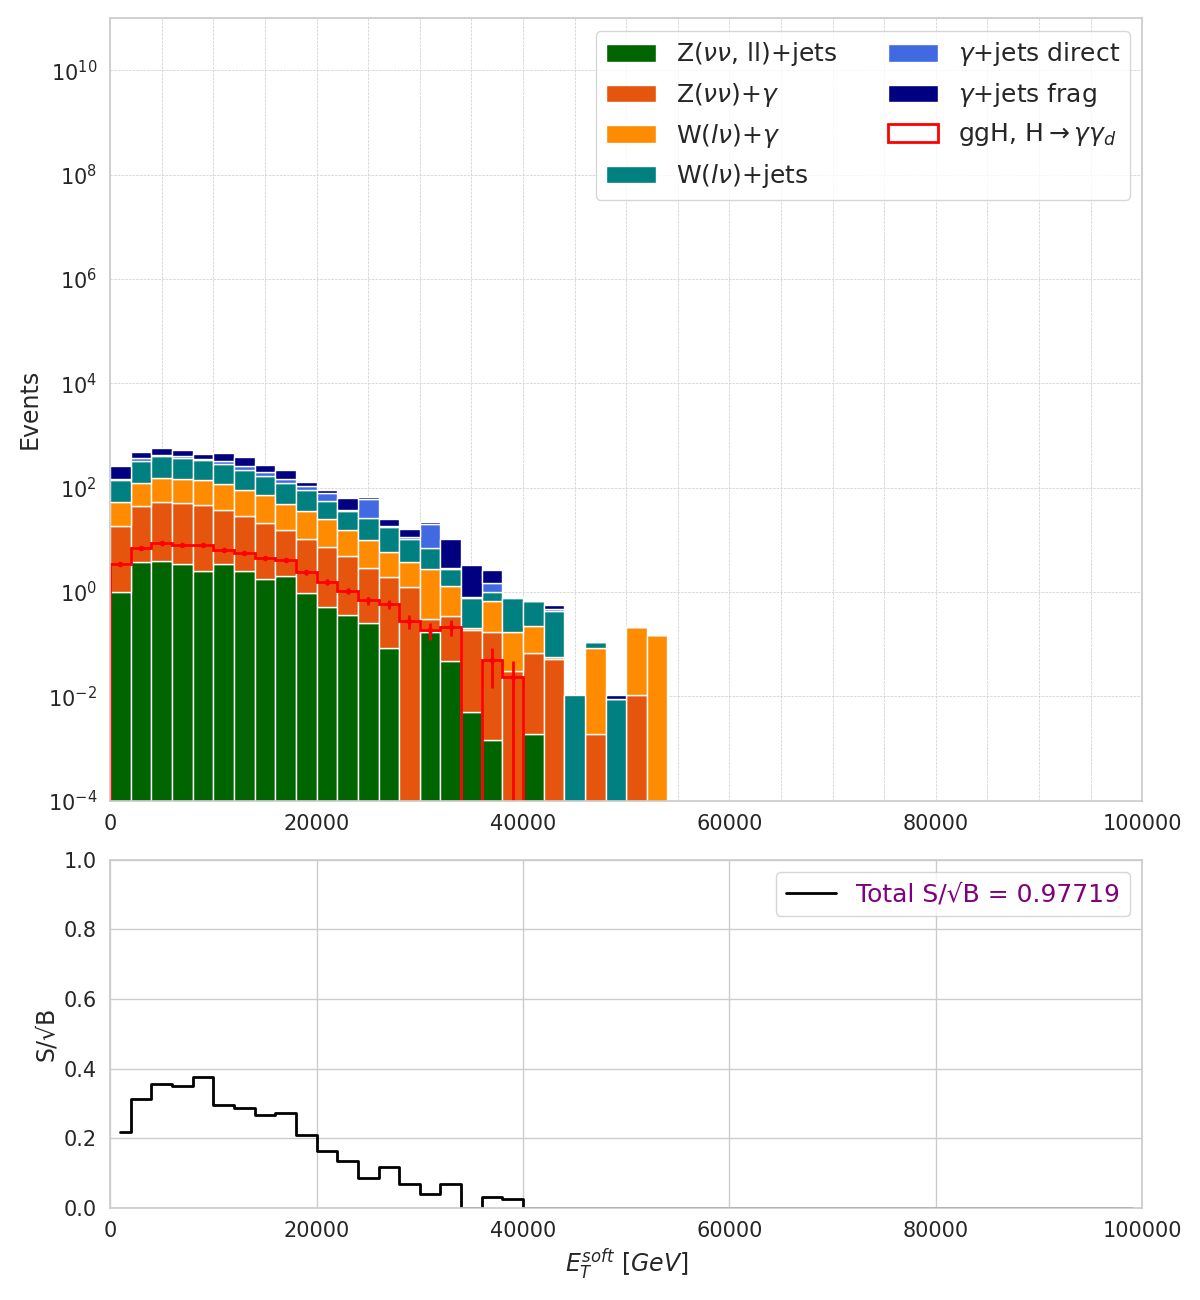 Z(νν, ll)+jets
Z(νν)+γ
W(lν)+γ
W(lν)+jets
γ+jets direct
γ+jets frag
ggH, H→γγ_d
Events
10^10
10^8
10^6
10^4
10^2
10^0
10^−2
10^−4
0 20000 40000 60000 80000 100000
Total S/√B = 0.97719
S/√B
1.0
0.8
0.6
0.4
0.2
0.0
0 20000 40000 60000 80000 100000
E_T^soft [GeV]